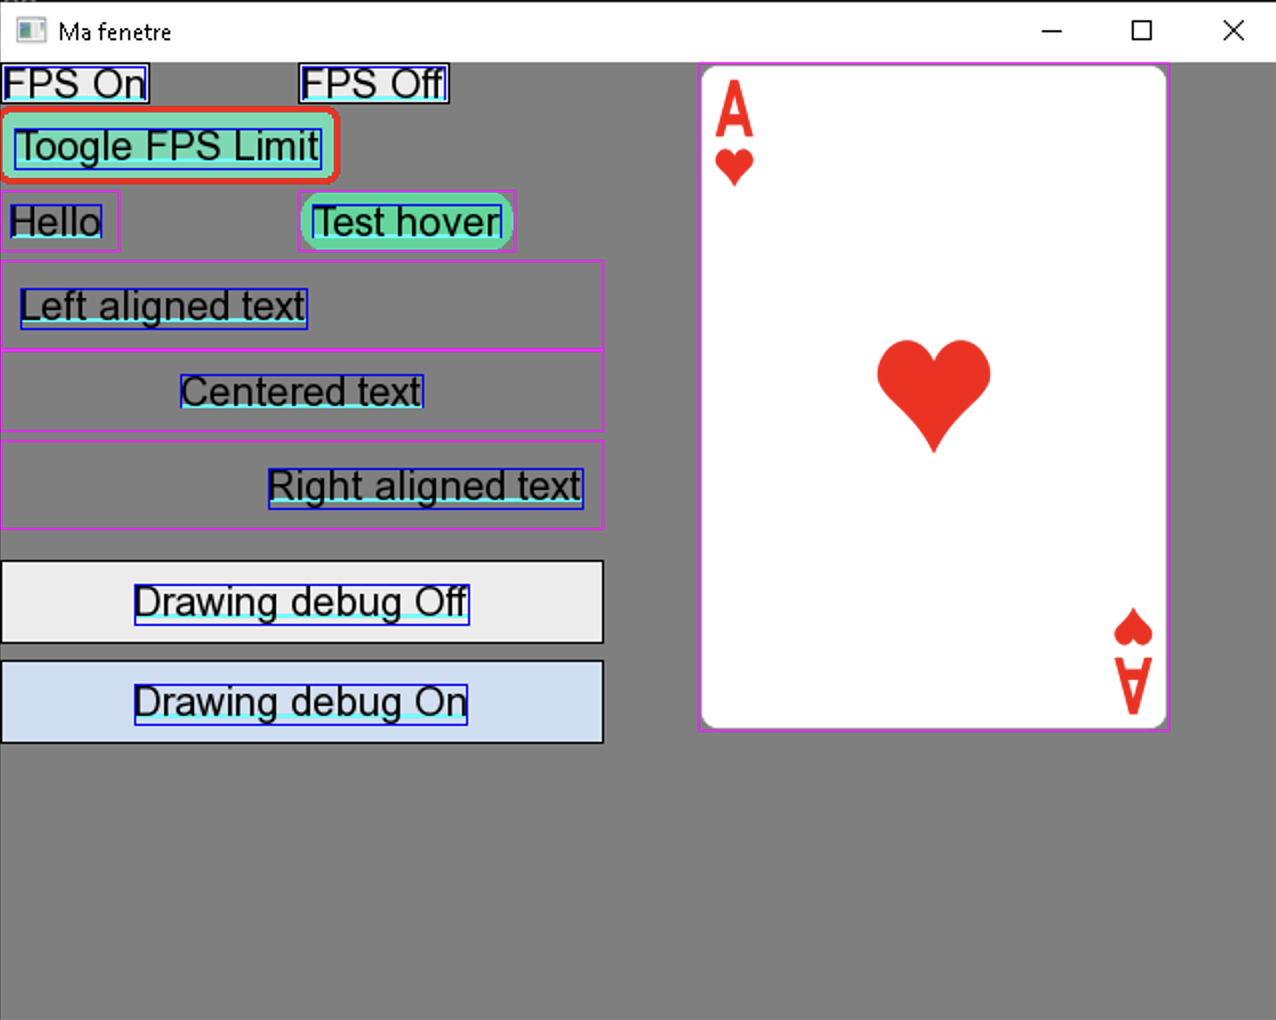 Ma fenetre
FPS On
FPS Off
Toogle FPS Limit
Hello
Test hover
Left aligned text
Centered text
Right aligned text
Drawing debug Off
Drawing debug On
A
A